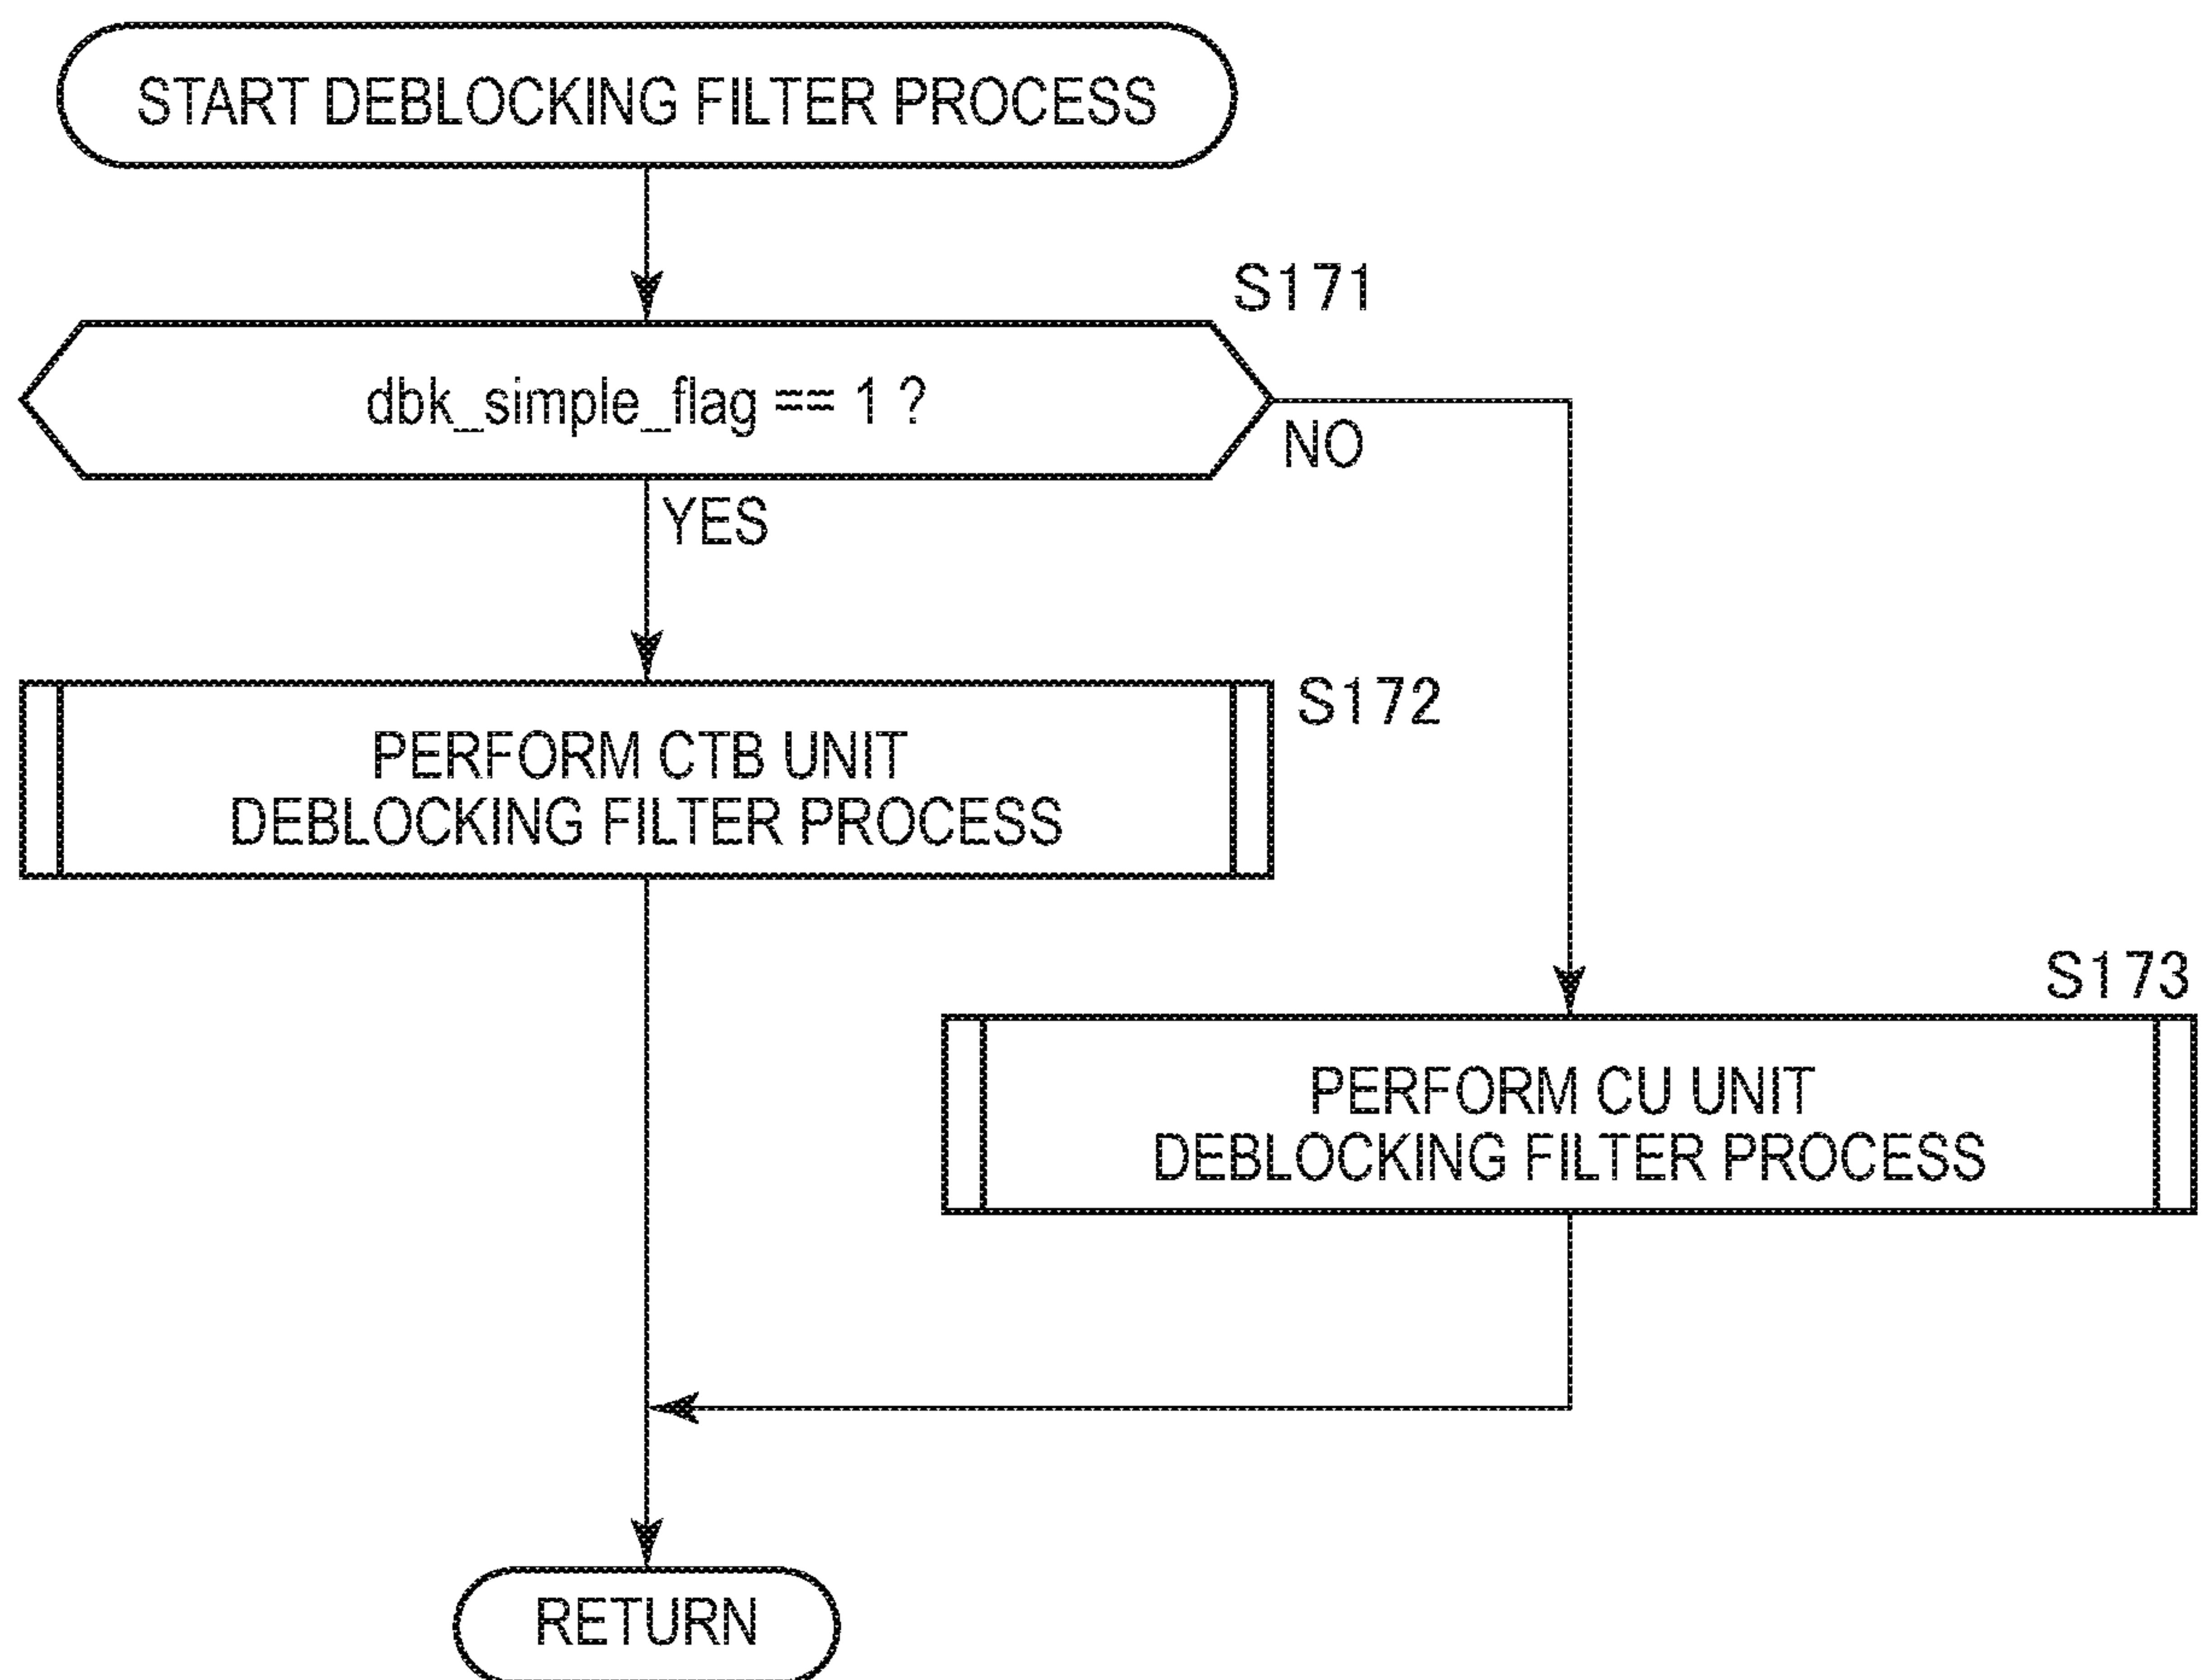 START DEBLOCKING FILTER PROCESS
S171
dbk_simple_flag == 1 ?
NO
YES
S172
PERFORM CTB UNIT
DEBLOCKING FILTER PROCESS
S173
PERFORM CU UNIT
DEBLOCKING FILTER PROCESS
RETURN